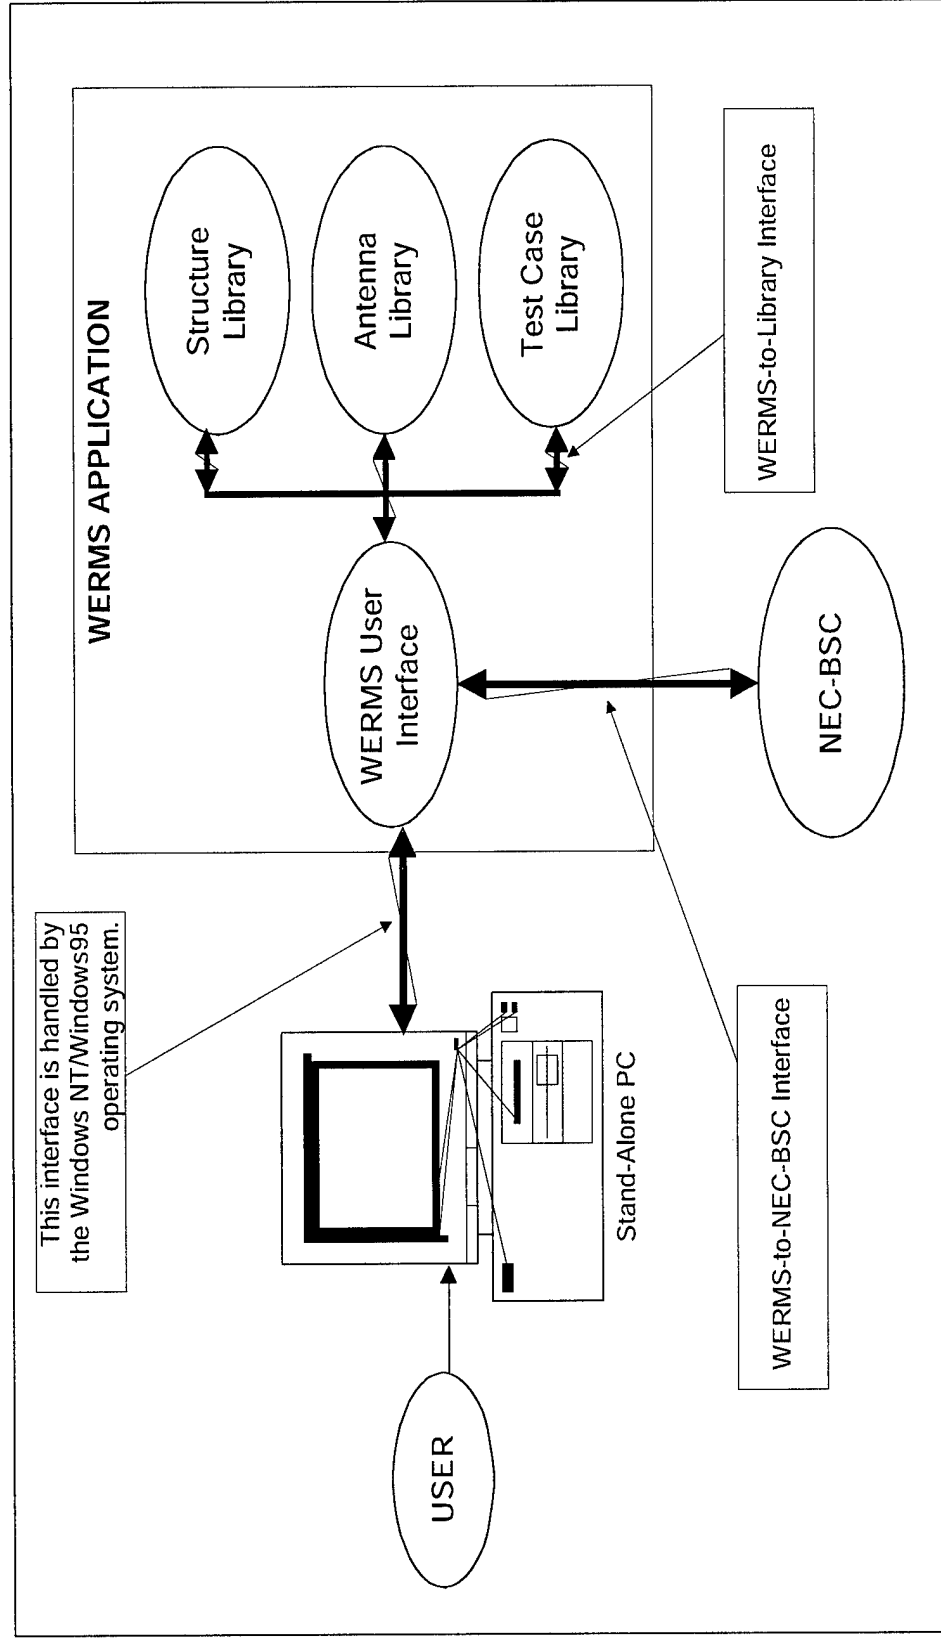 This interface is handled by
the Windows NT/Windows95
operating system.
WERMS APPLICATION
Structure
Library
Antenna
Library
Test Case
Library
WERMS User
Interface
USER
Stand-Alone PC
NEC-BSC
WERMS-to-NEC-BSC Interface
WERMS-to-Library Interface